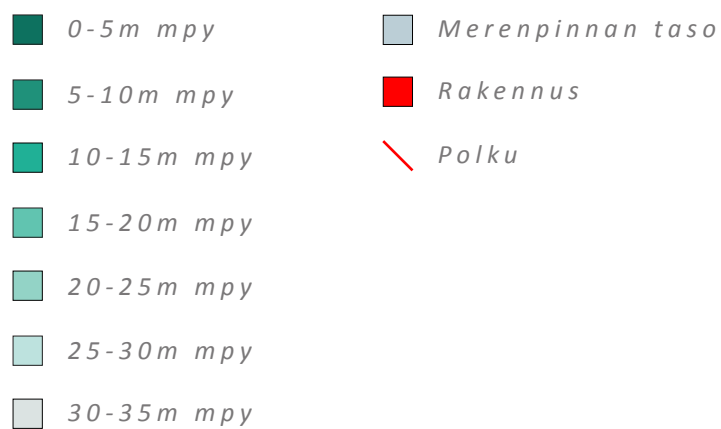 0-5m mpy
5-10m mpy
10-15m mpy
15-20m mpy
20-25m mpy
25-30m mpy
30-35m mpy
Merenpinnan taso
Rakennus
Polku